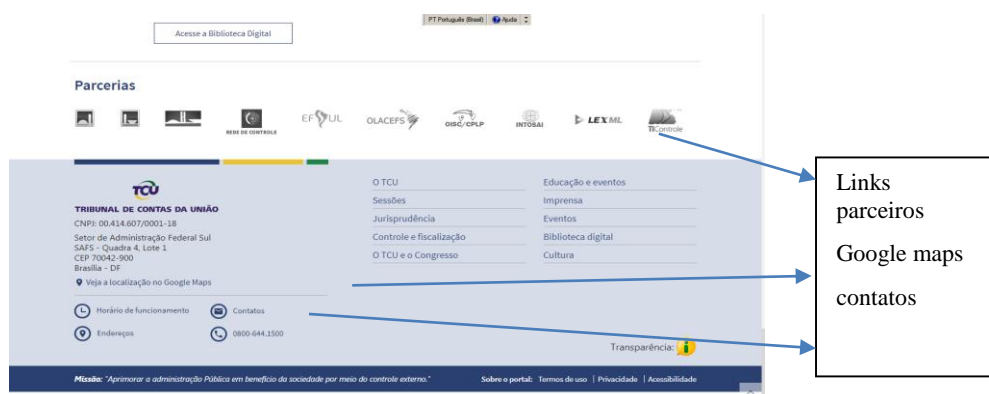 PT Português (Brasil) Ajuda
Acesse a Biblioteca Digital
Parcerias
REDE DE CONTROLE
EFSUL
OLACEFS
OISC/CPLP
INTOSAI
LEXML
TIControle
TCU
TRIBUNAL DE CONTAS DA UNIÃO
CNPJ: 00.414.607/0001-18
Setor de Administração Federal Sul
SAFS - Quadra 4, Lote 1
CEP 70042-900
Brasília - DF
Veja a localização no Google Maps
Horário de funcionamento
Contatos
Endereços
0800-644.1500
O TCU
Sessões
Jurisprudência
Controle e fiscalização
O TCU e o Congresso
Educação e eventos
Imprensa
Eventos
Biblioteca digital
Cultura
Transparência:
Missão: "Aprimorar a administração Pública em benefício da sociedade por meio do controle externo."
Sobre o portal: Termos de uso | Privacidade | Acessibilidade
Links
parceiros
Google maps
contatos